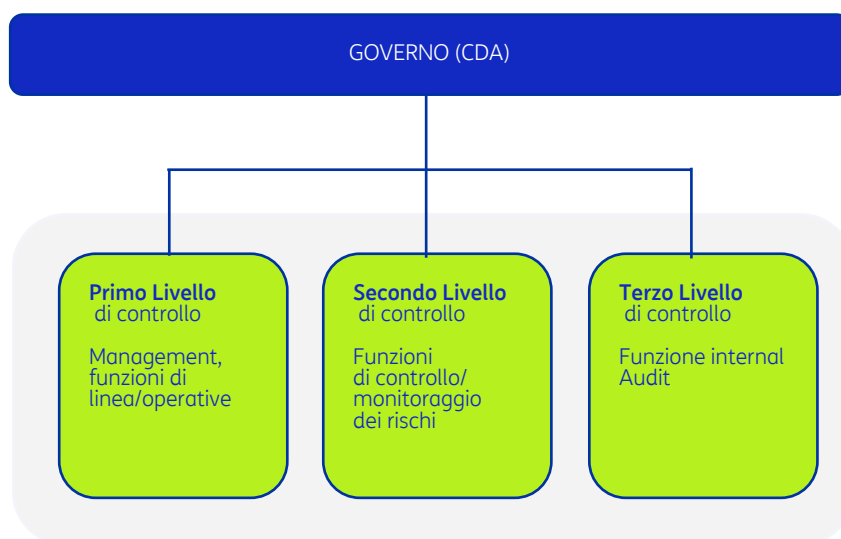 GOVERNO (CDA)
Primo Livello
di controllo
Management,
funzioni di
linea/operative
Secondo Livello
di controllo
Funzioni
di controllo/
monitoraggio
dei rischi
Terzo Livello
di controllo
Funzione internal
Audit